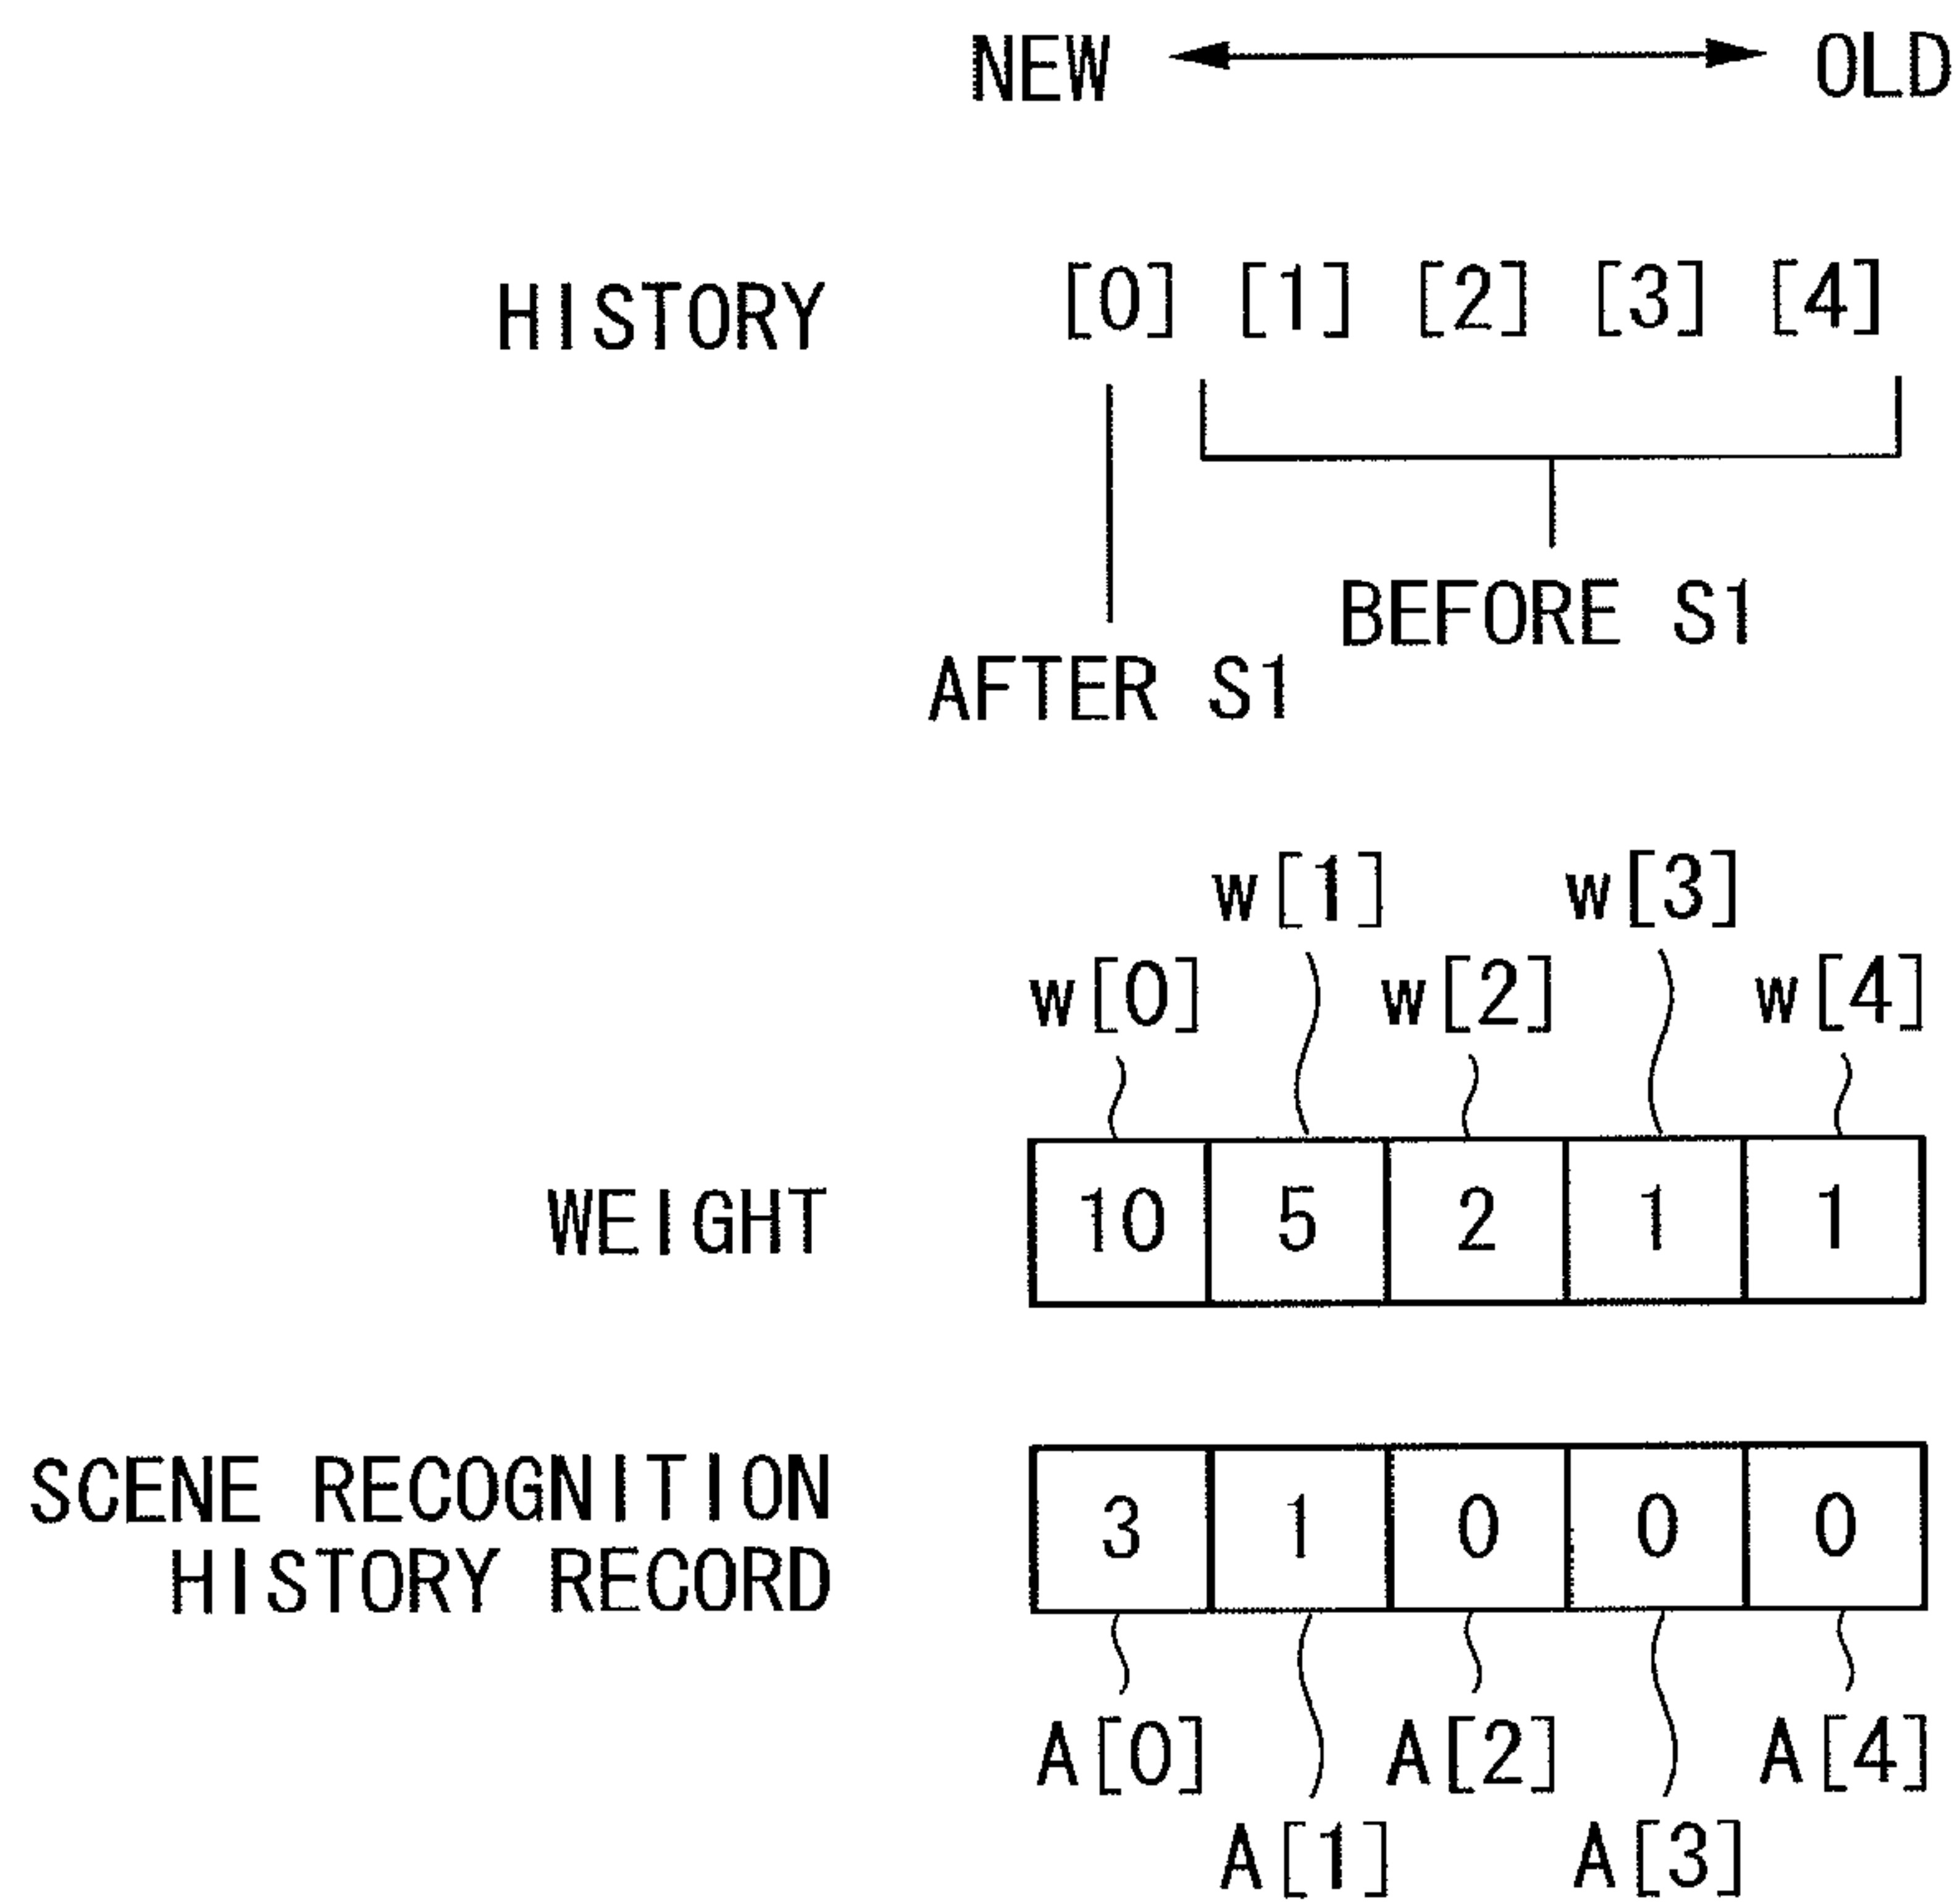 NEW OLD
HISTORY [0] [1] [2] [3] [4]
BEFORE S1
AFTER S1
w[1] w[3]
w[0] w[2] w[4]
WEIGHT 10 5 2 1 1
SCENE RECOGNITION
HISTORY RECORD 3 1 0 0 0
A[0] A[2] A[4]
A[1] A[3]